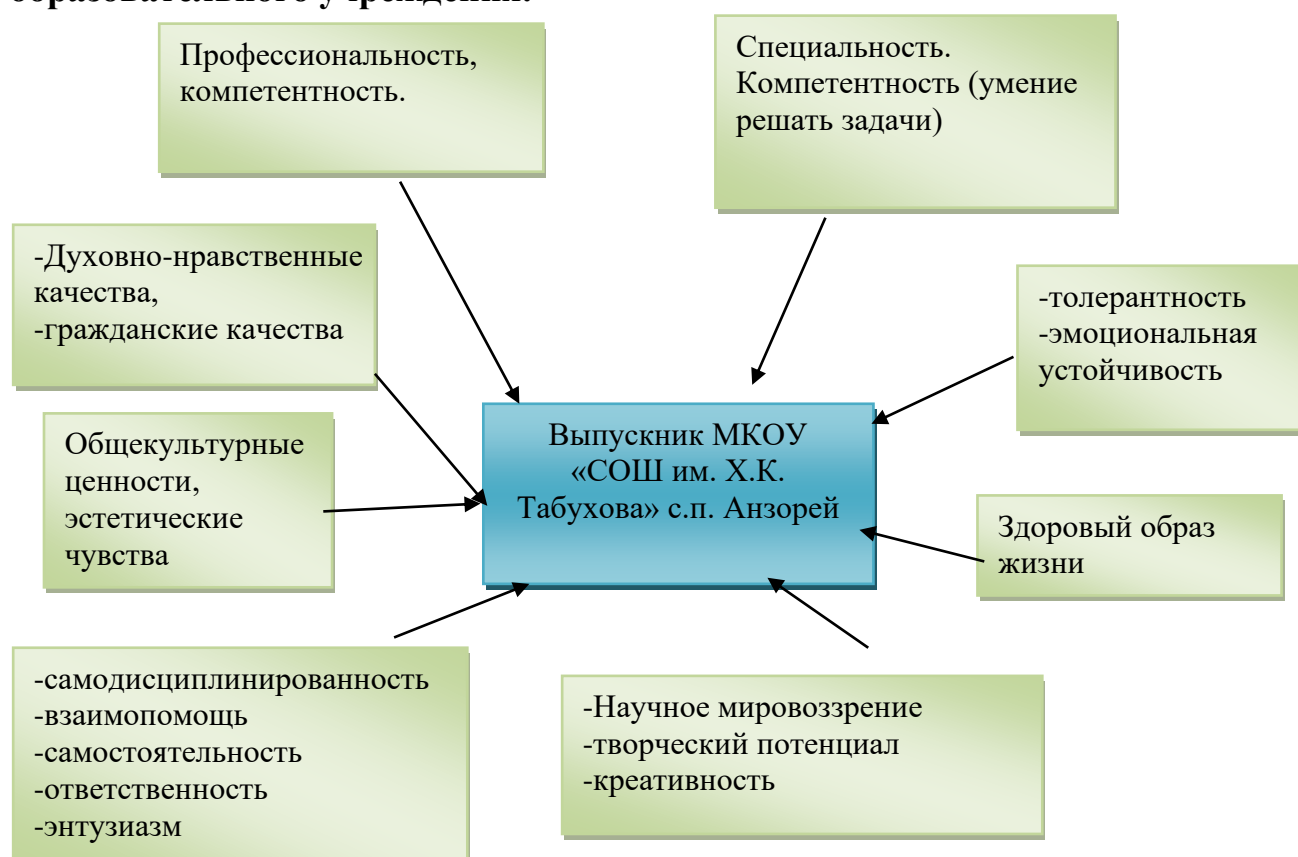 образовательного учреждения.
Профессиональность,
компетентность.
Специальность.
Компетентность (умение
решать задачи)
-Духовно-нравственные
качества,
-гражданские качества
-толерантность
-эмоциональная
устойчивость
Выпускник МКОУ
«СОШ им. Х.К.
Табухова» с.п. Анзорей
Общекультурные
ценности,
эстетические
чувства
Здоровый образ
жизни
-самодисциплинированность
-взаимопомощь
-самостоятельность
-ответственность
-энтузиазм
-Научное мировоззрение
-творческий потенциал
-креативность